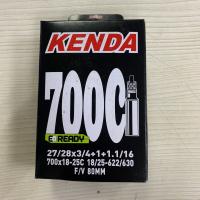 KENDA
700C
E READY
27/28x3/4+1+1.1/16
700x18-25C 18/25-622/630
F/V 80MM